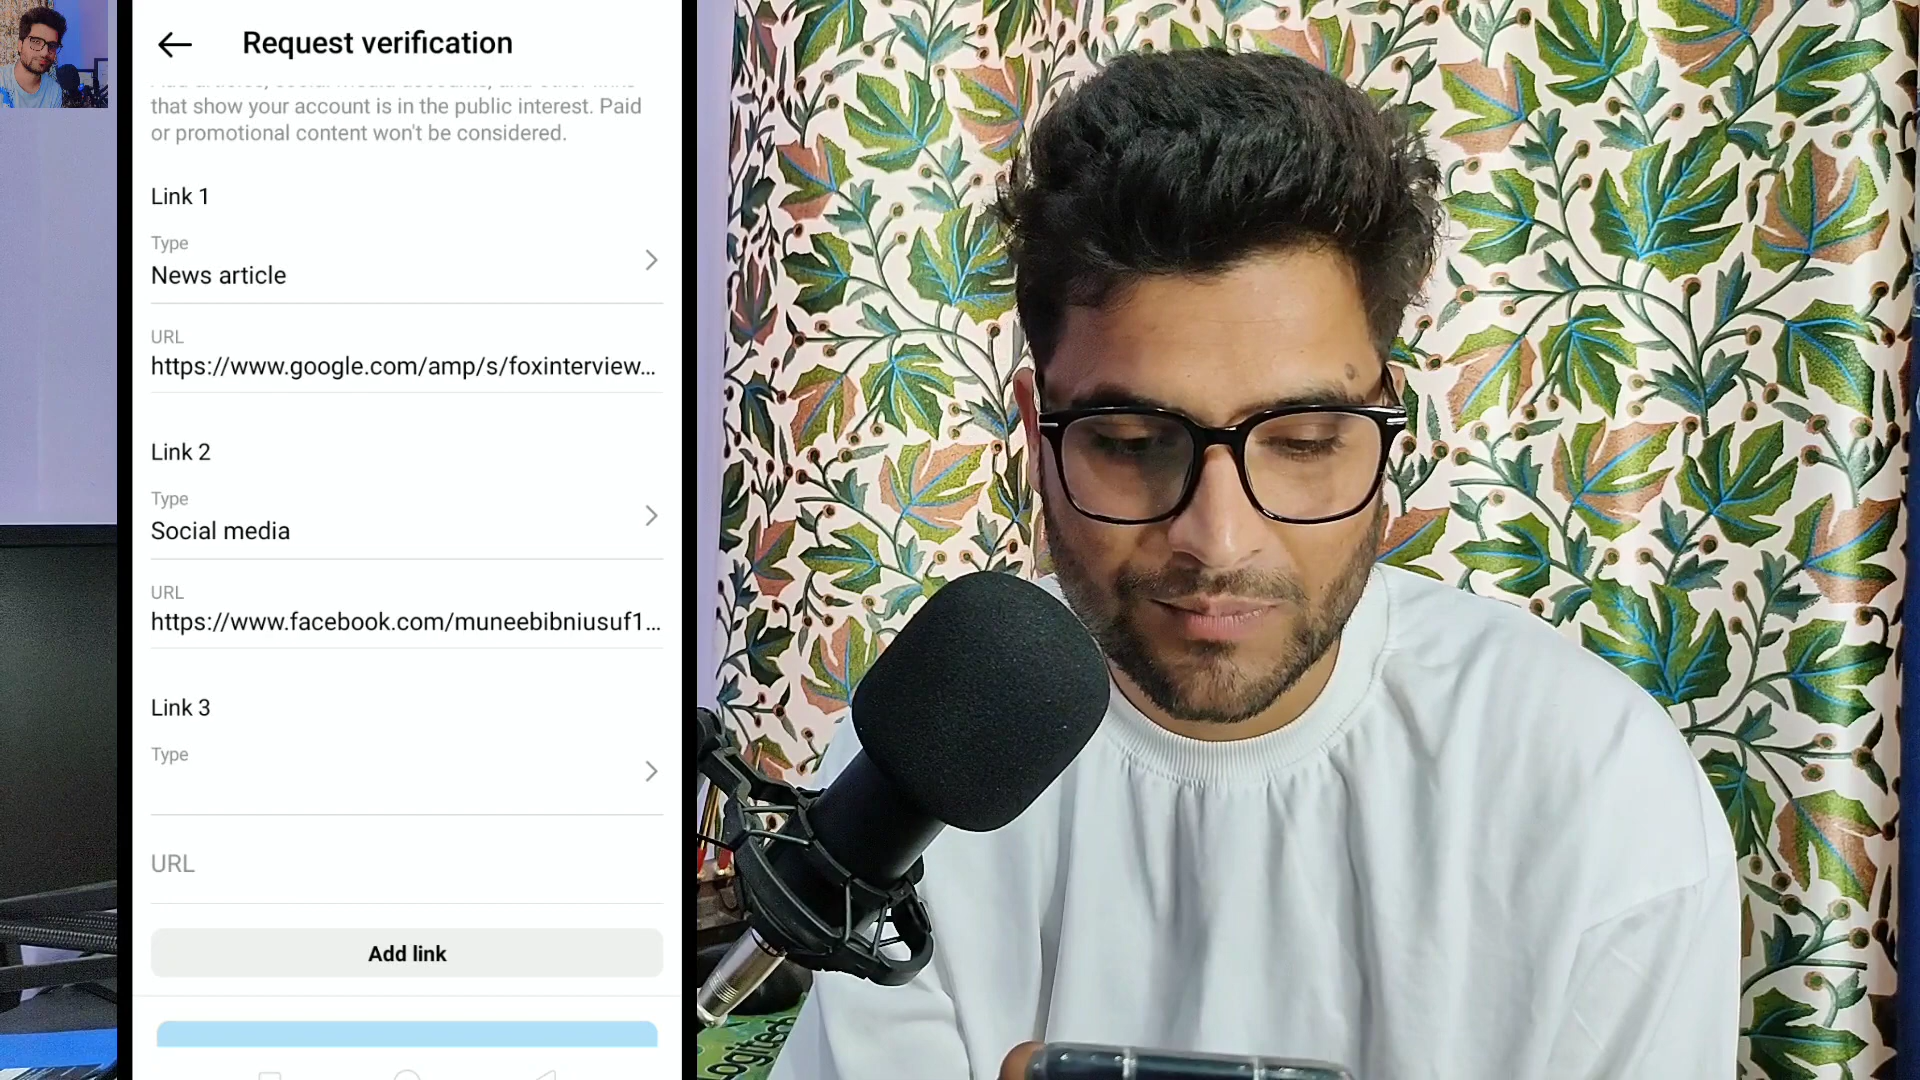 Request verification
that show your account is in the public interest. Paid
or promotional content won't be considered.
Link 1
Type
News article
URL
https://www.google.com/amp/s/foxinterview...
Link 2
Type
Social media
URL
https://www.facebook.com/muneebibniusuf1...
Link 3
Type
URL
Add link
Logitech